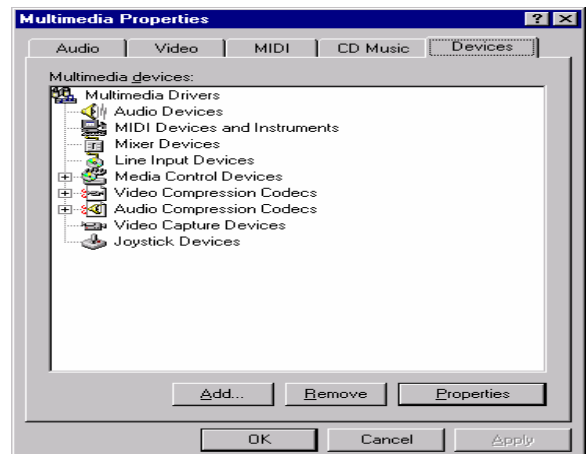 Multimedia Properties
Audio Video MIDI CD Music Devices
Multimedia devices:
Multimedia Drivers
Audio Devices
MIDI Devices and Instruments
Mixer Devices
Line Input Devices
Media Control Devices
Video Compression Codecs
Audio Compression Codecs
Video Capture Devices
Joystick Devices
Add... Remove Properties
OK Cancel Apply